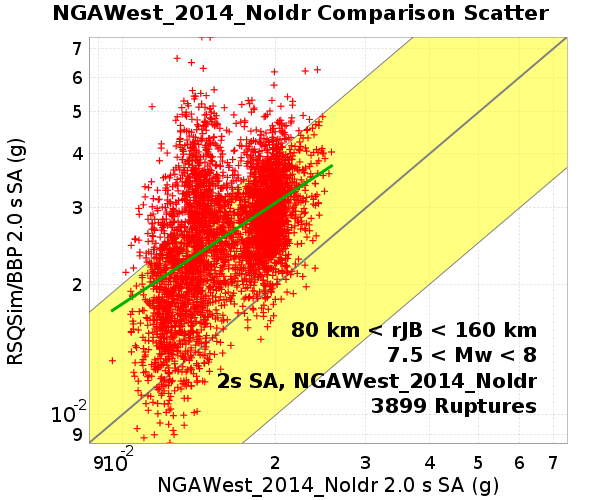 NGAWest_2014_NoIdr Comparison Scatter
RSQSim/BBP 2.0 s SA (g)
7
6
5
4
3
2
10-2
9
80 km < rJB < 160 km
7.5 < Mw < 8
2s SA, NGAWest_2014_NoIdr
3899 Ruptures
9 10-2 2 3 4 5 6 7
NGAWest_2014_NoIdr 2.0 s SA (g)